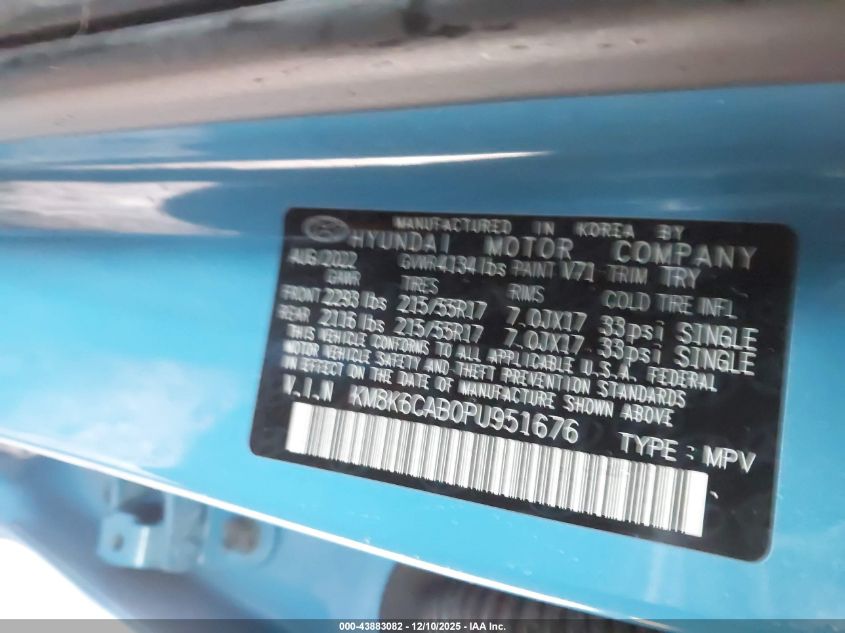 MANUFACTURED IN KOREA BY
HYUNDAI MOTOR COMPANY
AUG/2022 GVWR 4134 lbs PAINT V71 TRIM TRY
GAWR TIRES RIMS COLD TIRE INFL
FRONT 2293 lbs 215/55R17 7.0JX17 33psi SINGLE
REAR 2116 lbs 215/55R17 7.0JX17 33psi SINGLE
THIS VEHICLE CONFORMS TO ALL APPLICABLE U.S.A. FEDERAL
MOTOR VEHICLE SAFETY AND THEFT PREVENTION STANDARDS
IN EFFECT ON THE DATE OF MANUFACTURE SHOWN ABOVE.
V.I.N KM8K6CAB0PU951676 TYPE : MPV
000-43883082 - 12/10/2025 - IAA Inc.